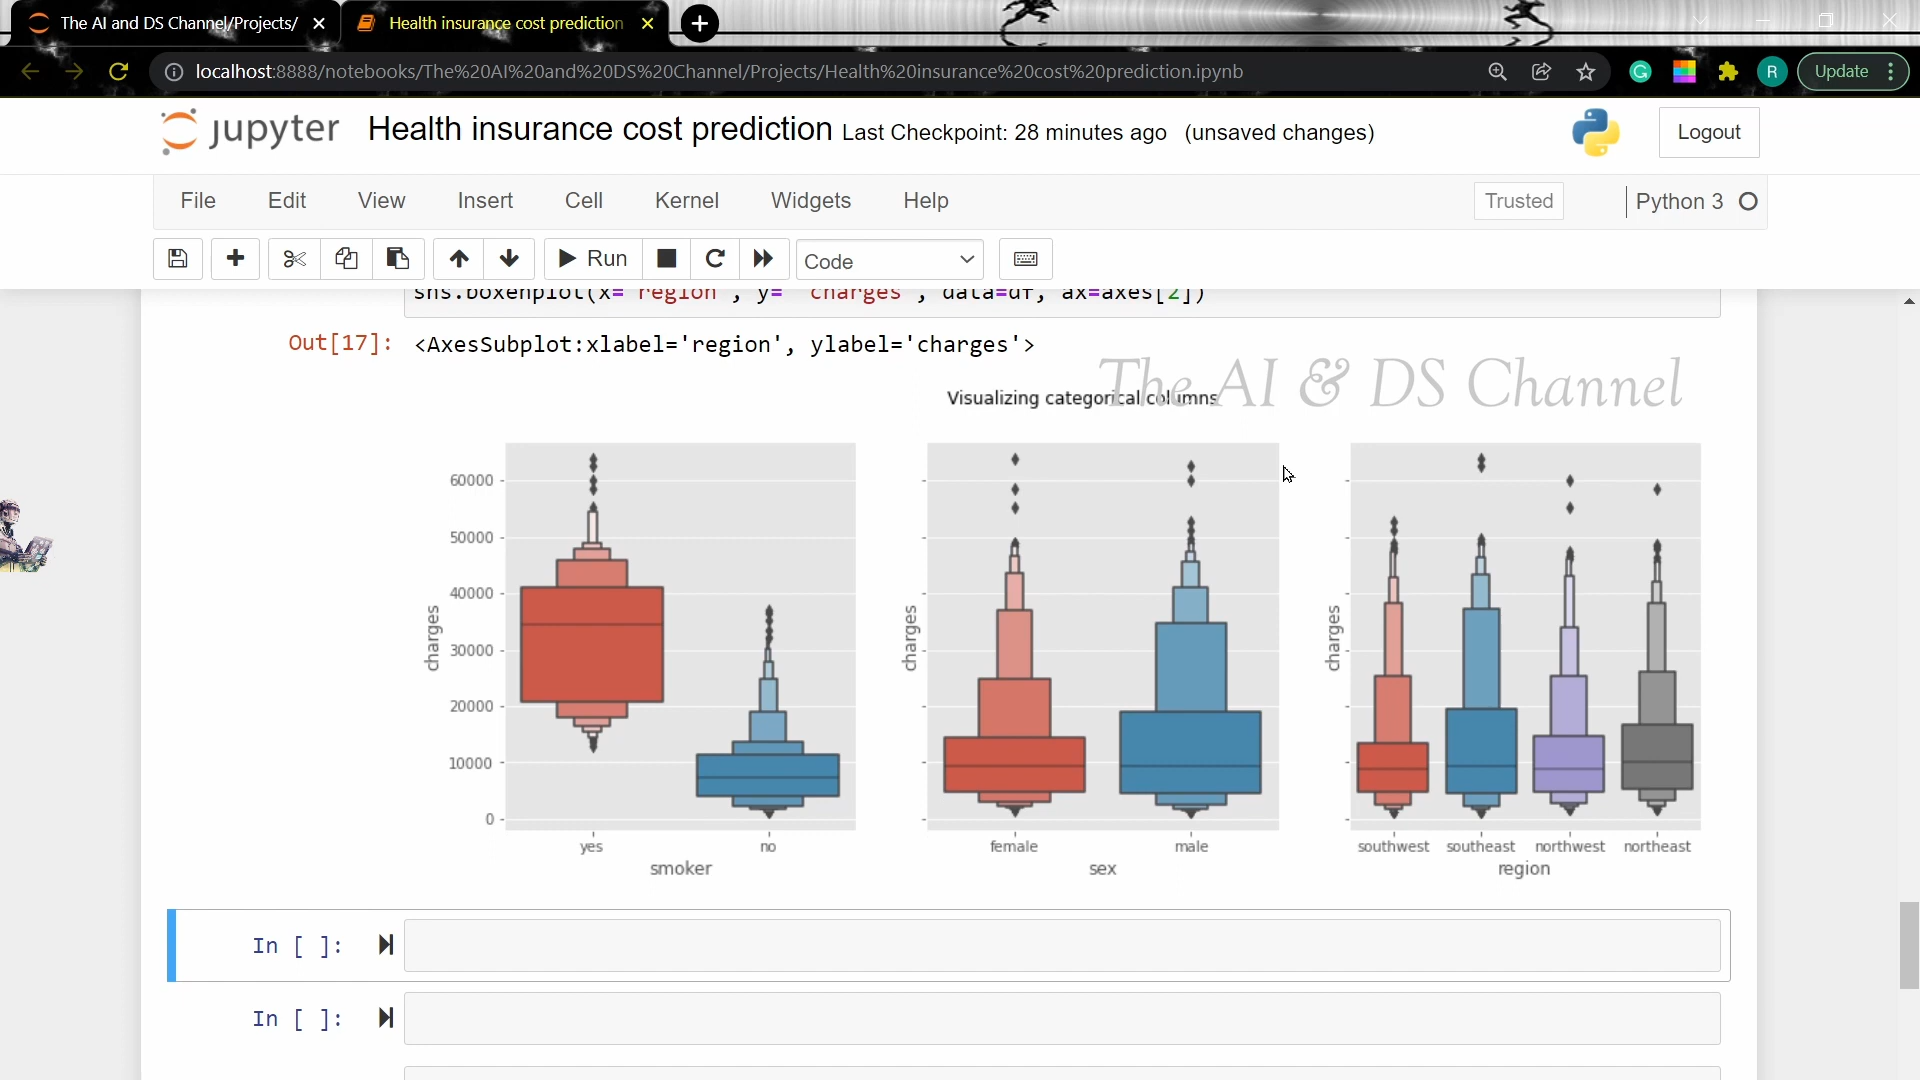 The AI and DS Channel/Projects/
Health insurance cost prediction
localhost:8888/notebooks/The%20AI%20and%20DS%20Channel/Projects/Health%20insurance%20cost%20prediction.ipynb
R
Update
jupyter Health insurance cost prediction Last Checkpoint: 28 minutes ago (unsaved changes)
Logout
File Edit View Insert Cell Kernel Widgets Help
Trusted
Python 3
Run
Code
sns.boxenplot(x="region", y= "charges", data=df, ax=axes[2])
Out[17]: <AxesSubplot:xlabel='region', ylabel='charges'>
The AI & DS Channel
Visualizing categorical columns
60000
50000
40000
30000
20000
10000
0
charges
yes no
smoker
charges
female male
sex
charges
southwest southeast northwest northeast
region
In [ ]:
In [ ]: